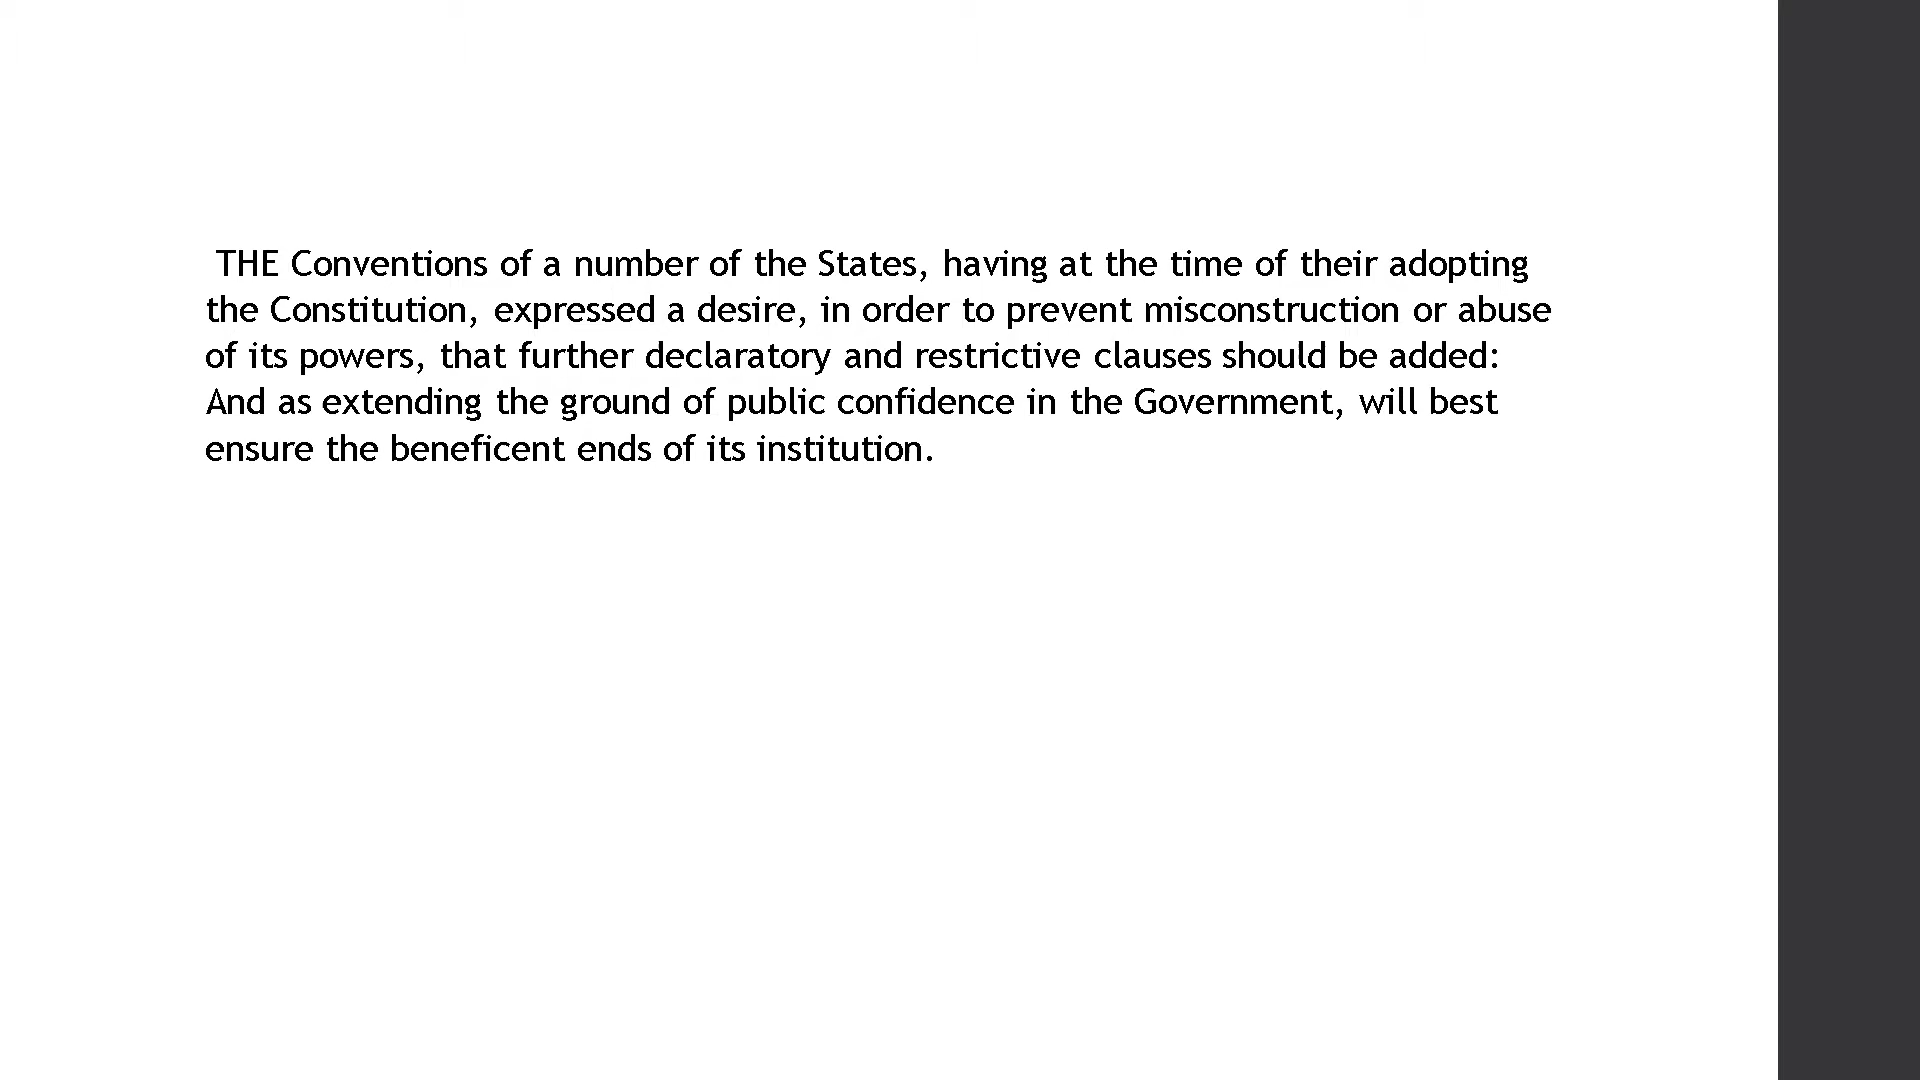 THE Conventions of a number of the States, having at the time of their adopting
the Constitution, expressed a desire, in order to prevent misconstruction or abuse
of its powers, that further declaratory and restrictive clauses should be added:
And as extending the ground of public confidence in the Government, will best
ensure the beneficent ends of its institution.